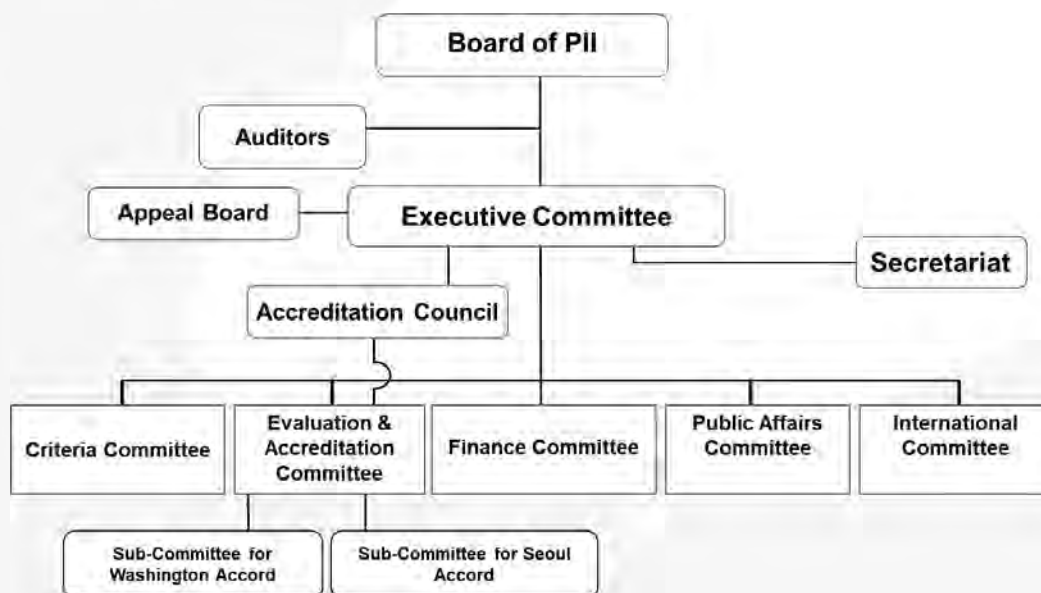 Board of PII
Auditors
Appeal Board
Executive Committee
Secretariat
Accreditation Council
Criteria Committee
Evaluation &
Accreditation
Committee
Finance Committee
Public Affairs
Committee
International
Committee
Sub-Committee for
Washington Accord
Sub-Committee for Seoul
Accord